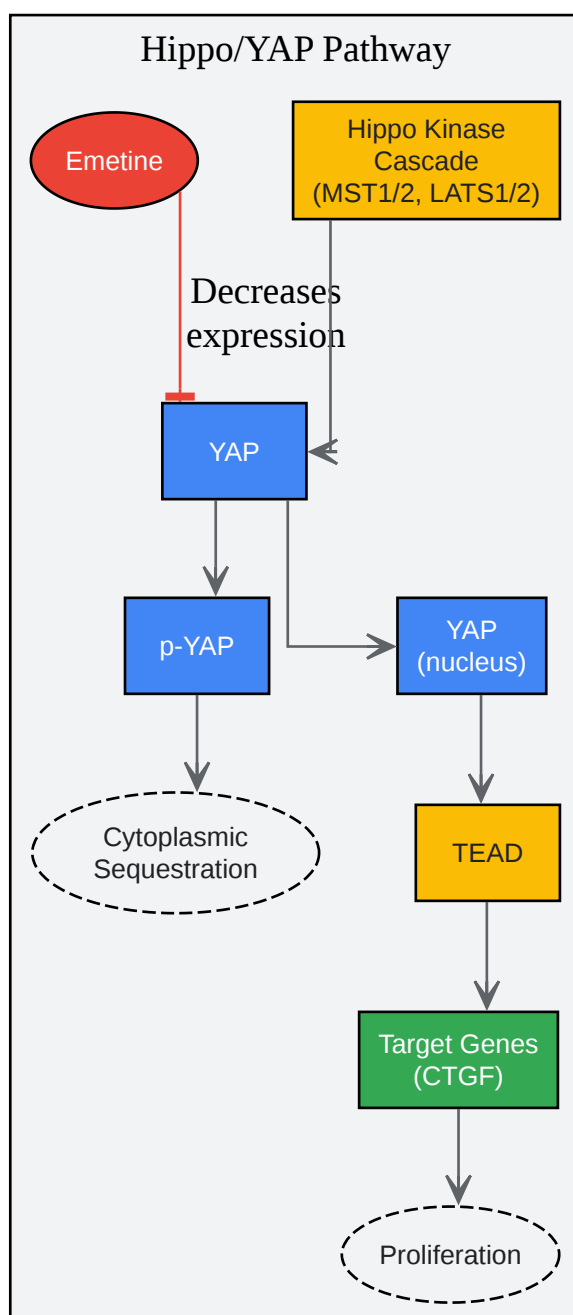 Hippo/YAP Pathway
Emetine
Hippo Kinase
Cascade
(MST1/2, LATS1/2)
Decreases
expression
YAP
p-YAP
YAP
(nucleus)
Cytoplasmic
Sequestration
TEAD
Target Genes
(CTGF)
Proliferation